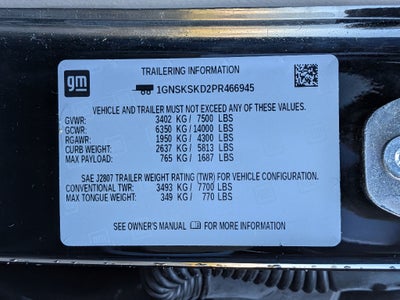 gm
TRAILERING INFORMATION
1GNSKSKD2PR466945
VEHICLE AND TRAILER MUST NOT EXCEED ANY OF THESE VALUES.
GVWR: 3402 KG / 7500 LBS
GCWR: 6350 KG / 14000 LBS
RGAWR: 1950 KG / 4300 LBS
CURB WEIGHT: 2637 KG / 5813 LBS
MAX PAYLOAD: 765 KG / 1687 LBS
SAE J2807 TRAILER WEIGHT RATING (TWR) FOR VEHICLE CONFIGURATION.
CONVENTIONAL TWR: 3493 KG / 7700 LBS
MAX TONGUE WEIGHT: 349 KG / 770 LBS
SEE OWNER'S MANUAL FOR MORE INFORMATION